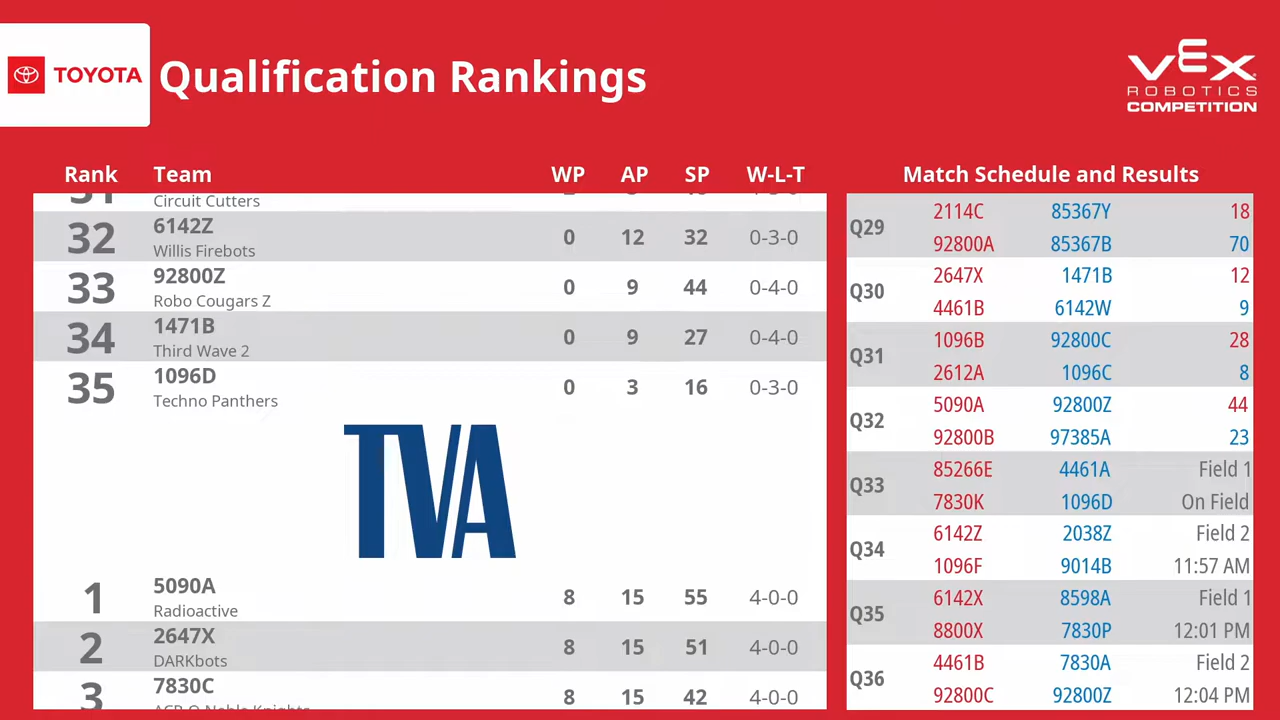 TOYOTA
Qualification Rankings
VEX
ROBOTICS
COMPETITION
Rank Team WP AP SP W-L-T
Circuit Cutters
32 6142Z 0 12 32 0-3-0
Willis Firebots
33 92800Z 0 9 44 0-4-0
Robo Cougars Z
34 1471B 0 9 27 0-4-0
Third Wave 2
35 1096D 0 3 16 0-3-0
Techno Panthers
TVA
1 5090A 8 15 55 4-0-0
Radioactive
2 2647X 8 15 51 4-0-0
DARKbots
3 7830C 8 15 42 4-0-0
Match Schedule and Results
Q29 2114C 85367Y 18
92800A 85367B 70
Q30 2647X 1471B 12
4461B 6142W 9
Q31 1096B 92800C 28
2612A 1096C 8
Q32 5090A 92800Z 44
92800B 97385A 23
Q33 85266E 4461A Field 1
7830K 1096D On Field
Q34 6142Z 2038Z Field 2
1096F 9014B 11:57 AM
Q35 6142X 8598A Field 1
8800X 7830P 12:01 PM
Q36 4461B 7830A Field 2
92800C 92800Z 12:04 PM